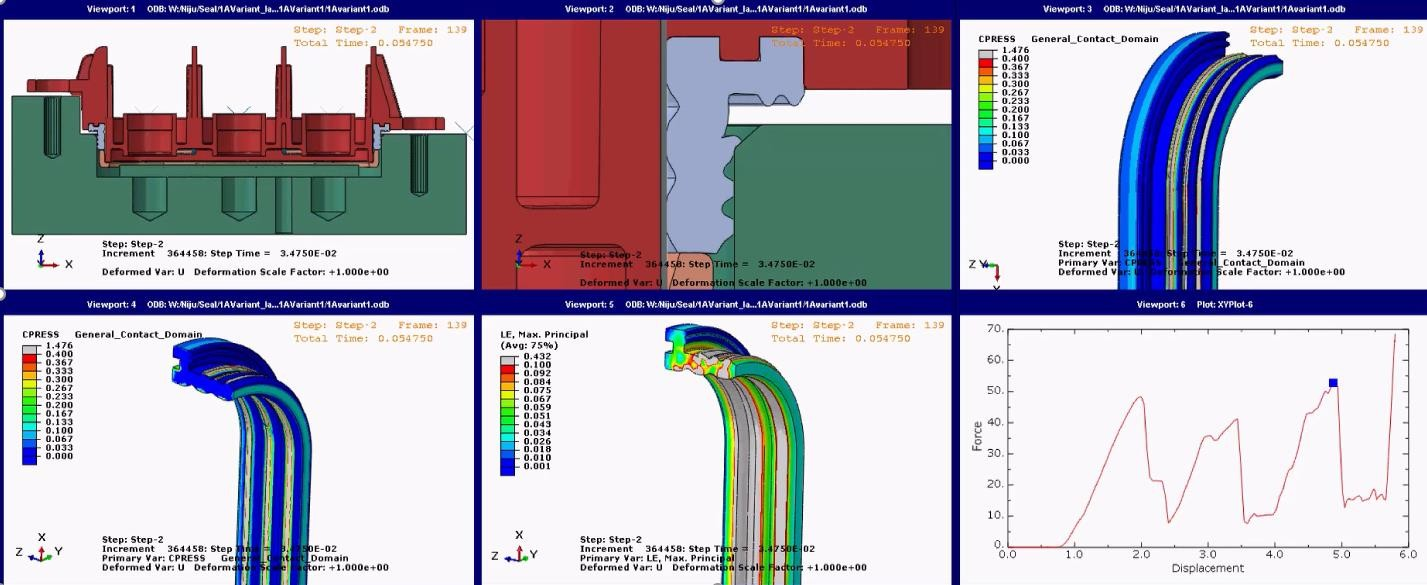 Viewport: 1 ODB: W:/Niju/Seal/1AVariant_la...1AVariant1/1Avariant1.odb
Step: Step-2 Frame: 139
Total Time: 0.054750
Z
X
Step: Step-2
Increment 364458: Step Time = 3.4750E-02
Deformed Var: U Deformation Scale Factor: +1.000e+00
Viewport: 2 ODB: W:/Niju/Seal/1AVariant_la...1AVariant1/1Avariant1.odb
Step: Step-2 Frame: 139
Total Time: 0.054750
Z
X
Step: Step-2
Increment 364458: Step Time = 3.4750E-02
Deformed Var: U Deformation Scale Factor: +1.000e+00
Viewport: 3 ODB: W:/Niju/Seal/1AVariant_la...1AVariant1/1Avariant1.odb
Step: Step-2 Frame: 139
Total Time: 0.054750
CPRESS General_Contact_Domain
1.476
0.400
0.367
0.333
0.300
0.267
0.233
0.200
0.167
0.133
0.100
0.067
0.033
0.000
Z Y
X
Step: Step-2
Increment 364458: Step Time = 3.4750E-02
Primary Var: CPRESS General_Contact_Domain
Deformed Var: U Deformation Scale Factor: +1.000e+00
Viewport: 4 ODB: W:/Niju/Seal/1AVariant_la...1AVariant1/1Avariant1.odb
Step: Step-2 Frame: 139
Total Time: 0.054750
CPRESS General_Contact_Domain
1.476
0.400
0.367
0.333
0.300
0.267
0.233
0.200
0.167
0.133
0.100
0.067
0.033
0.000
X
Z Y
Step: Step-2
Increment 364458: Step Time = 3.4750E-02
Primary Var: CPRESS General_Contact_Domain
Deformed Var: U Deformation Scale Factor: +1.000e+00
Viewport: 5 ODB: W:/Niju/Seal/1AVariant_la...1AVariant1/1Avariant1.odb
Step: Step-2 Frame: 139
Total Time: 0.054750
LE, Max. Principal
(Avg: 75%)
0.432
0.100
0.092
0.084
0.075
0.067
0.059
0.051
0.043
0.034
0.026
0.018
0.010
0.001
X
Z Y
Step: Step-2
Increment 364458: Step Time = 3.4750E-02
Primary Var: LE, Max. Principal
Deformed Var: U Deformation Scale Factor: +1.000e+00
Viewport: 6 Plot: XYPlot-6
70.
60.
50.
40.
30.
20.
10.
0.
Force
0.0 1.0 2.0 3.0 4.0 5.0 6.0
Displacement